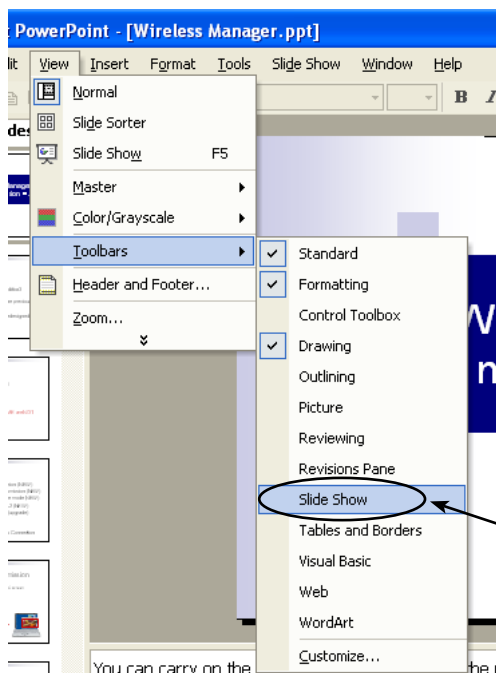 PowerPoint - [Wireless Manager.ppt]
View Insert Format Tools Slide Show Window Help
B I
Normal
Slide Sorter
Slide Show F5
Master
Color/Grayscale
Toolbars
Header and Footer...
Zoom...
Standard
Formatting
Control Toolbox
Drawing
Outlining
Picture
Reviewing
Revisions Pane
Slide Show
Tables and Borders
Visual Basic
Web
WordArt
Customize...
You can carry on the